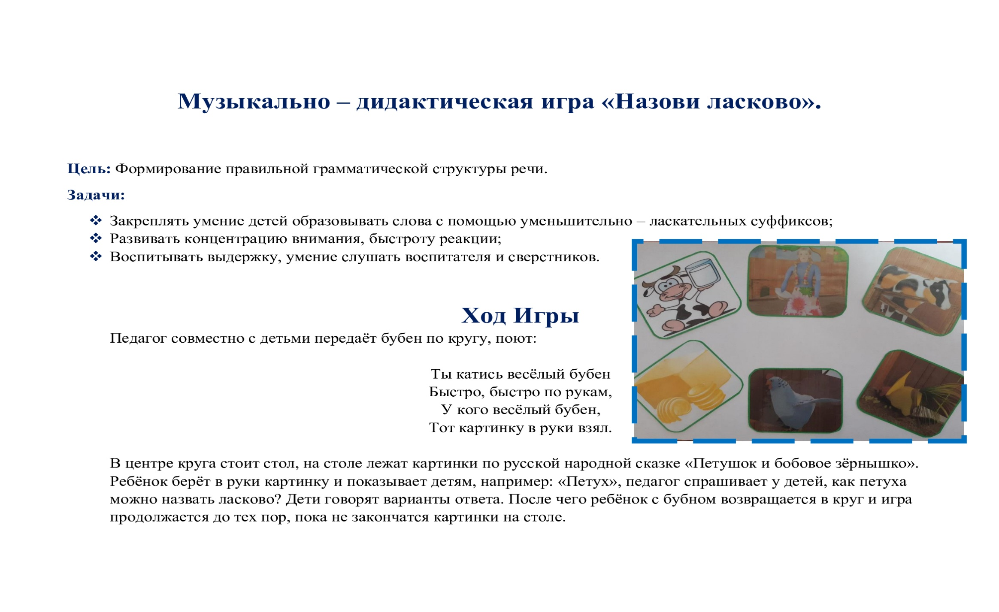 Музыкально – дидактическая игра «Назови ласково».
Цель: Формирование правильной грамматической структуры речи.
Задачи:
❖ Закреплять умение детей образовывать слова с помощью уменьшительно – ласкательных суффиксов;
❖ Развивать концентрацию внимания, быстроту реакции;
❖ Воспитывать выдержку, умение слушать воспитателя и сверстников.
Ход Игры
Педагог совместно с детьми передаёт бубен по кругу, поют:
Ты катись весёлый бубен
Быстро, быстро по рукам,
У кого весёлый бубен,
Тот картинку в руки взял.
В центре круга стоит стол, на столе лежат картинки по русской народной сказке «Петушок и бобовое зёрнышко».
Ребёнок берёт в руки картинку и показывает детям, например: «Петух», педагог спрашивает у детей, как петуха
можно назвать ласково? Дети говорят варианты ответа. После чего ребёнок с бубном возвращается в круг и игра
продолжается до тех пор, пока не закончатся картинки на столе.